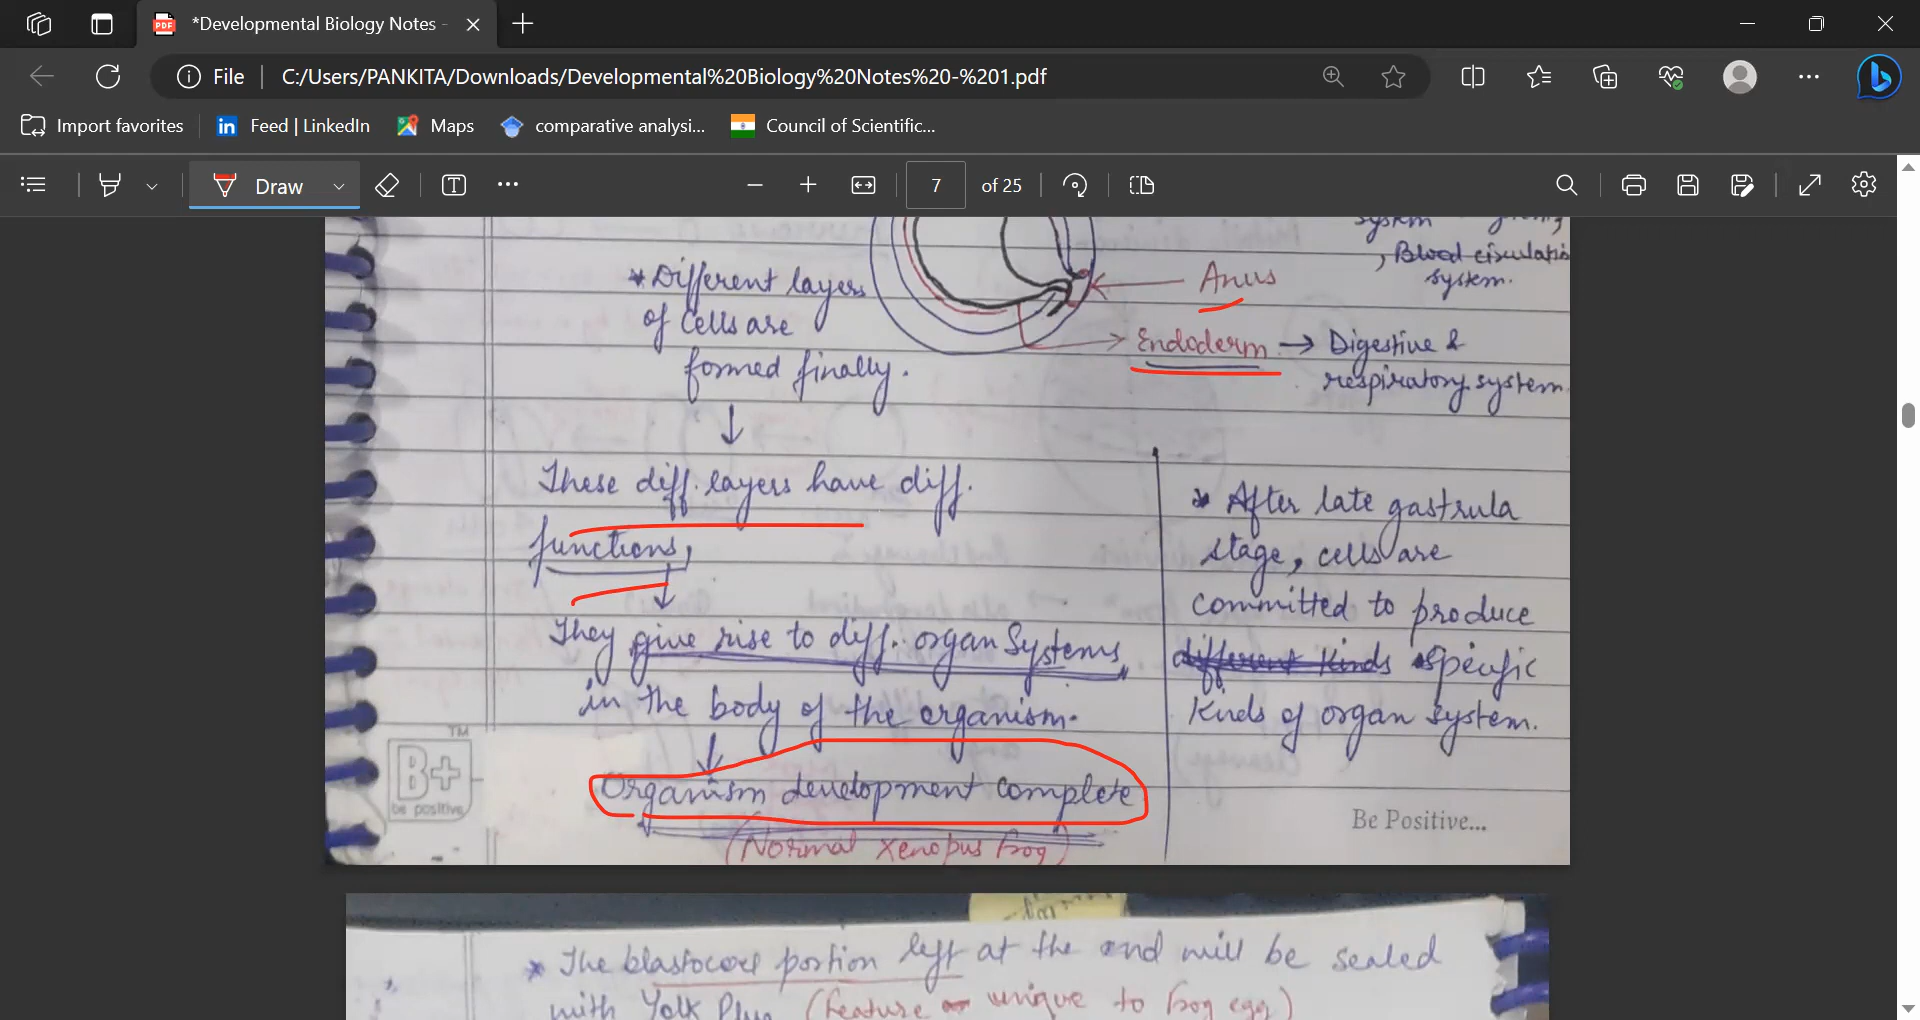 *Developmental Biology Notes -
File
C:/Users/PANKITA/Downloads/Developmental%20Biology%20Notes%20-%201.pdf
Import favorites
Feed | LinkedIn
Maps
comparative analysi...
Council of Scientific...
Draw
7
of 25
system
, Blood circulatio
system.
* Different layers
of cells are
formed finally.
Anus
Endoderm → Digestive &
respiratory system.
↓
These diff. layers have diff.
functions,
↓
They give rise to diff. organ systems
in the body of the organism.
↓
Organism development complete
(Normal Xenopus frog)
* After late gastrula
stage, cells are
committed to produce
different kinds specific
kinds of organ system.
TM
B+
be positive
Be Positive...
* The blastocoel portion left at the end will be sealed
with Yolk Plug (feature unique to frog egg)